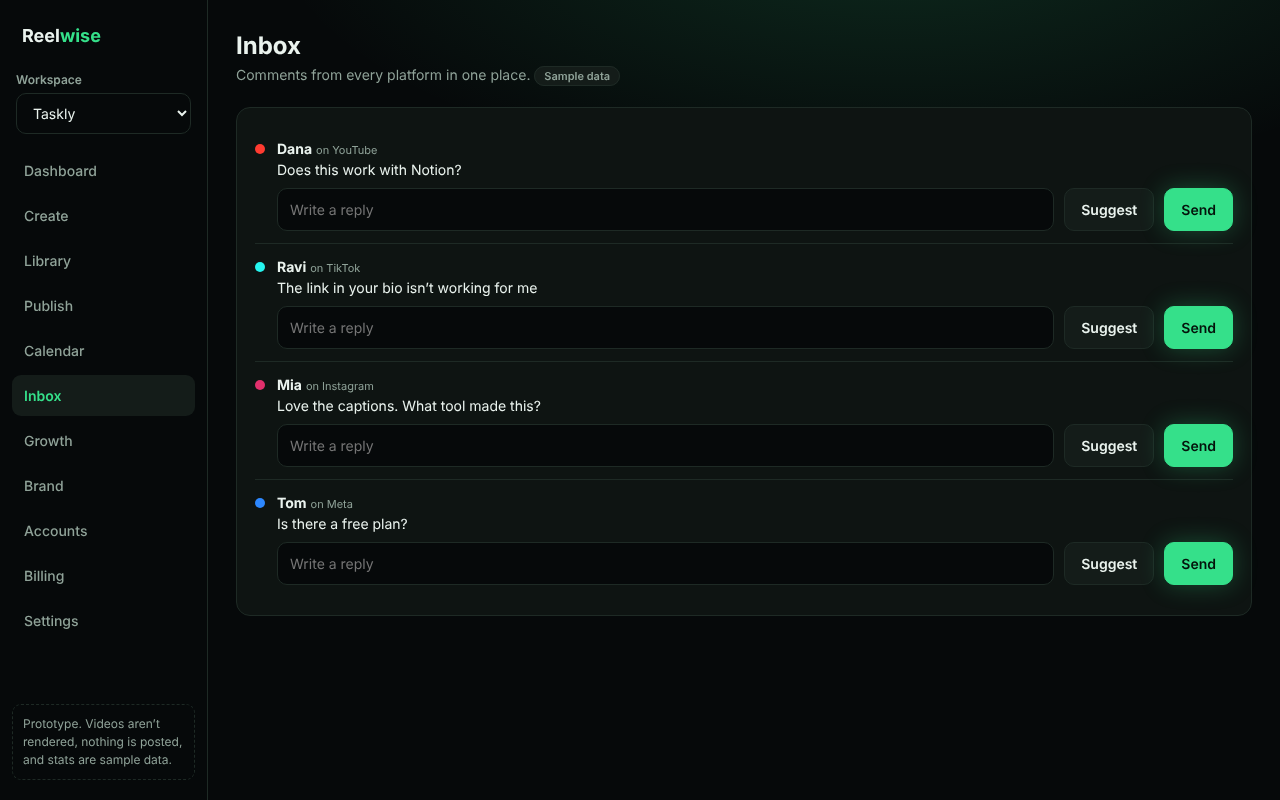 Reelwise
Workspace
Taskly
Dashboard
Create
Library
Publish
Calendar
Inbox
Growth
Brand
Accounts
Billing
Settings
Prototype. Videos aren’t
rendered, nothing is posted,
and stats are sample data.
Inbox
Comments from every platform in one place. Sample data
Dana on YouTube
Does this work with Notion?
Write a reply Suggest Send
Ravi on TikTok
The link in your bio isn’t working for me
Write a reply Suggest Send
Mia on Instagram
Love the captions. What tool made this?
Write a reply Suggest Send
Tom on Meta
Is there a free plan?
Write a reply Suggest Send